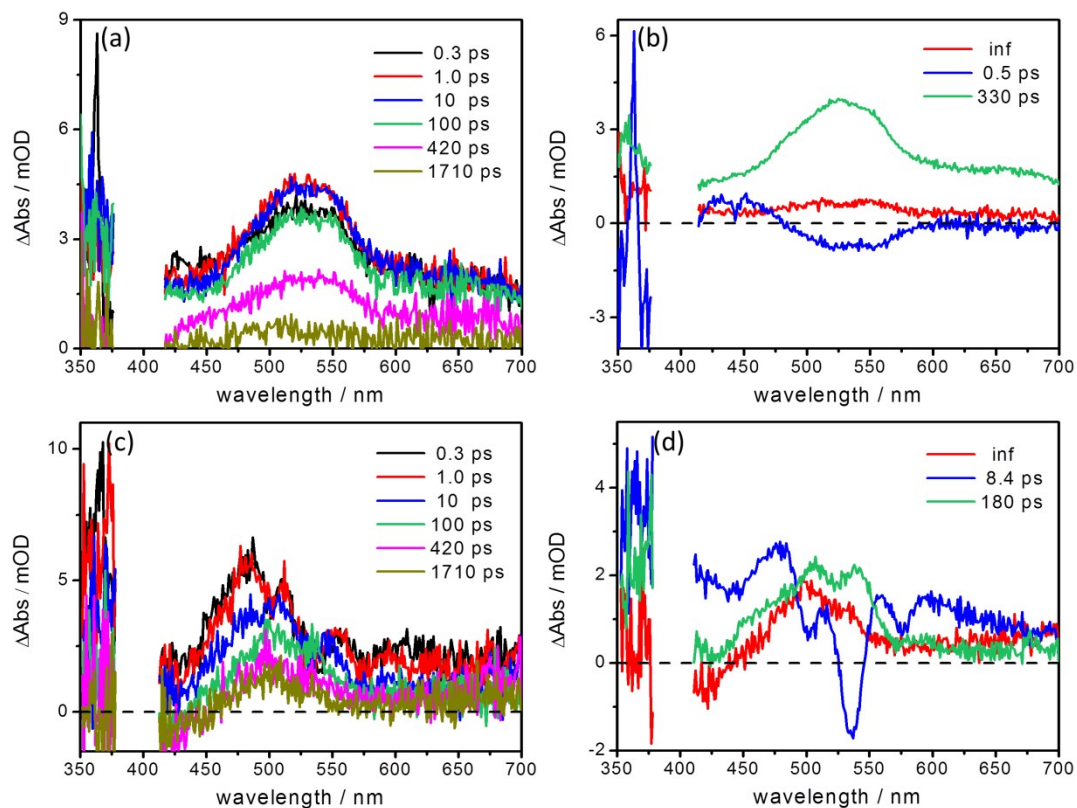 (a)
9
6
3
0
ΔAbs / mOD
0.3 ps
1.0 ps
10 ps
100 ps
420 ps
1710 ps
350 400 450 500 550 600 650 700
wavelength / nm
(b)
6
3
0
-3
ΔAbs / mOD
inf
0.5 ps
330 ps
350 400 450 500 550 600 650 700
wavelength / nm
(c)
10
5
0
ΔAbs / mOD
0.3 ps
1.0 ps
10 ps
100 ps
420 ps
1710 ps
350 400 450 500 550 600 650 700
wavelength / nm
(d)
4
2
0
-2
ΔAbs / mOD
inf
8.4 ps
180 ps
350 400 450 500 550 600 650 700
wavelength / nm